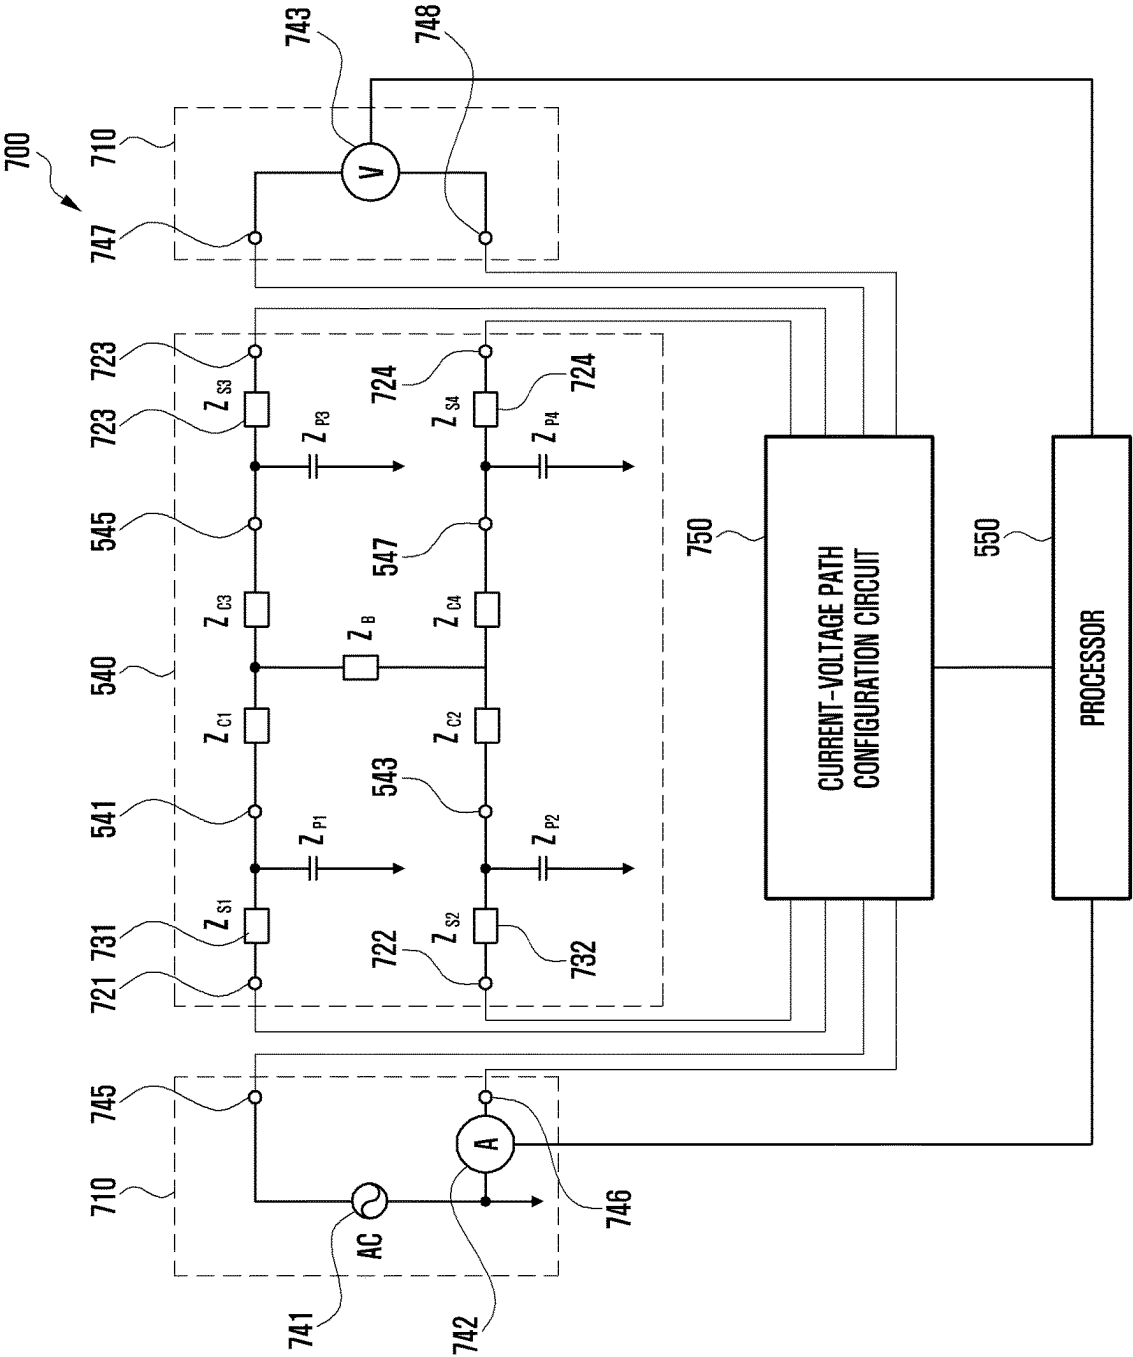 700
710
741
AC
742
745
746
A
540
721
731
Z S1
Z P1
541
Z C1
Z B
Z C3
545
Z P3
Z S3
723
723
722
732
Z S2
Z P2
543
Z C2
Z C4
547
Z P4
Z S4
724
724
710
747
743
V
748
750
CURRENT-VOLTAGE PATH
CONFIGURATION CIRCUIT
550
PROCESSOR